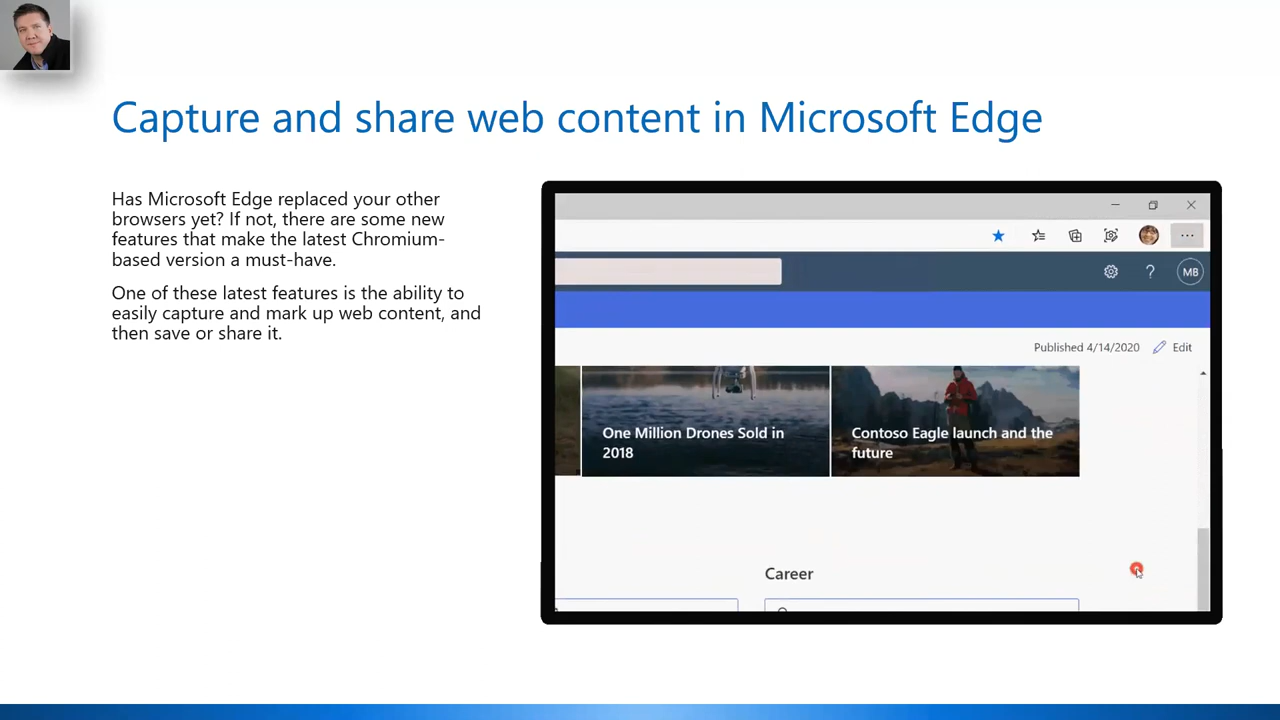 Capture and share web content in Microsoft Edge
Has Microsoft Edge replaced your other
browsers yet? If not, there are some new
features that make the latest Chromium-
based version a must-have.
One of these latest features is the ability to
easily capture and mark up web content, and
then save or share it.
MB
Published 4/14/2020 Edit
One Million Drones Sold in
2018
Contoso Eagle launch and the
future
Career